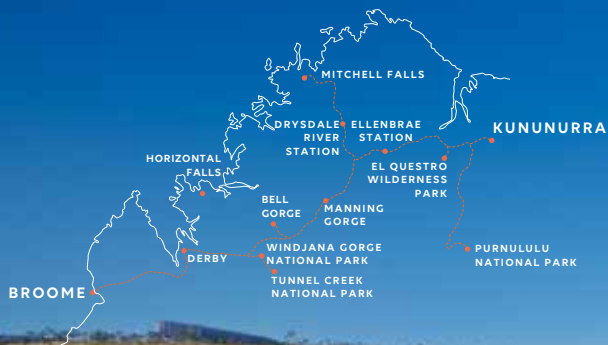 MITCHELL FALLS
DRYSDALE
RIVER
STATION
ELLENBRAE
STATION
KUNUNURRA
HORIZONTAL
FALLS
EL QUESTRO
WILDERNESS
PARK
BELL
GORGE
MANNING
GORGE
PURNULULU
NATIONAL PARK
WINDJANA GORGE
NATIONAL PARK
DERBY
TUNNEL CREEK
NATIONAL PARK
BROOME